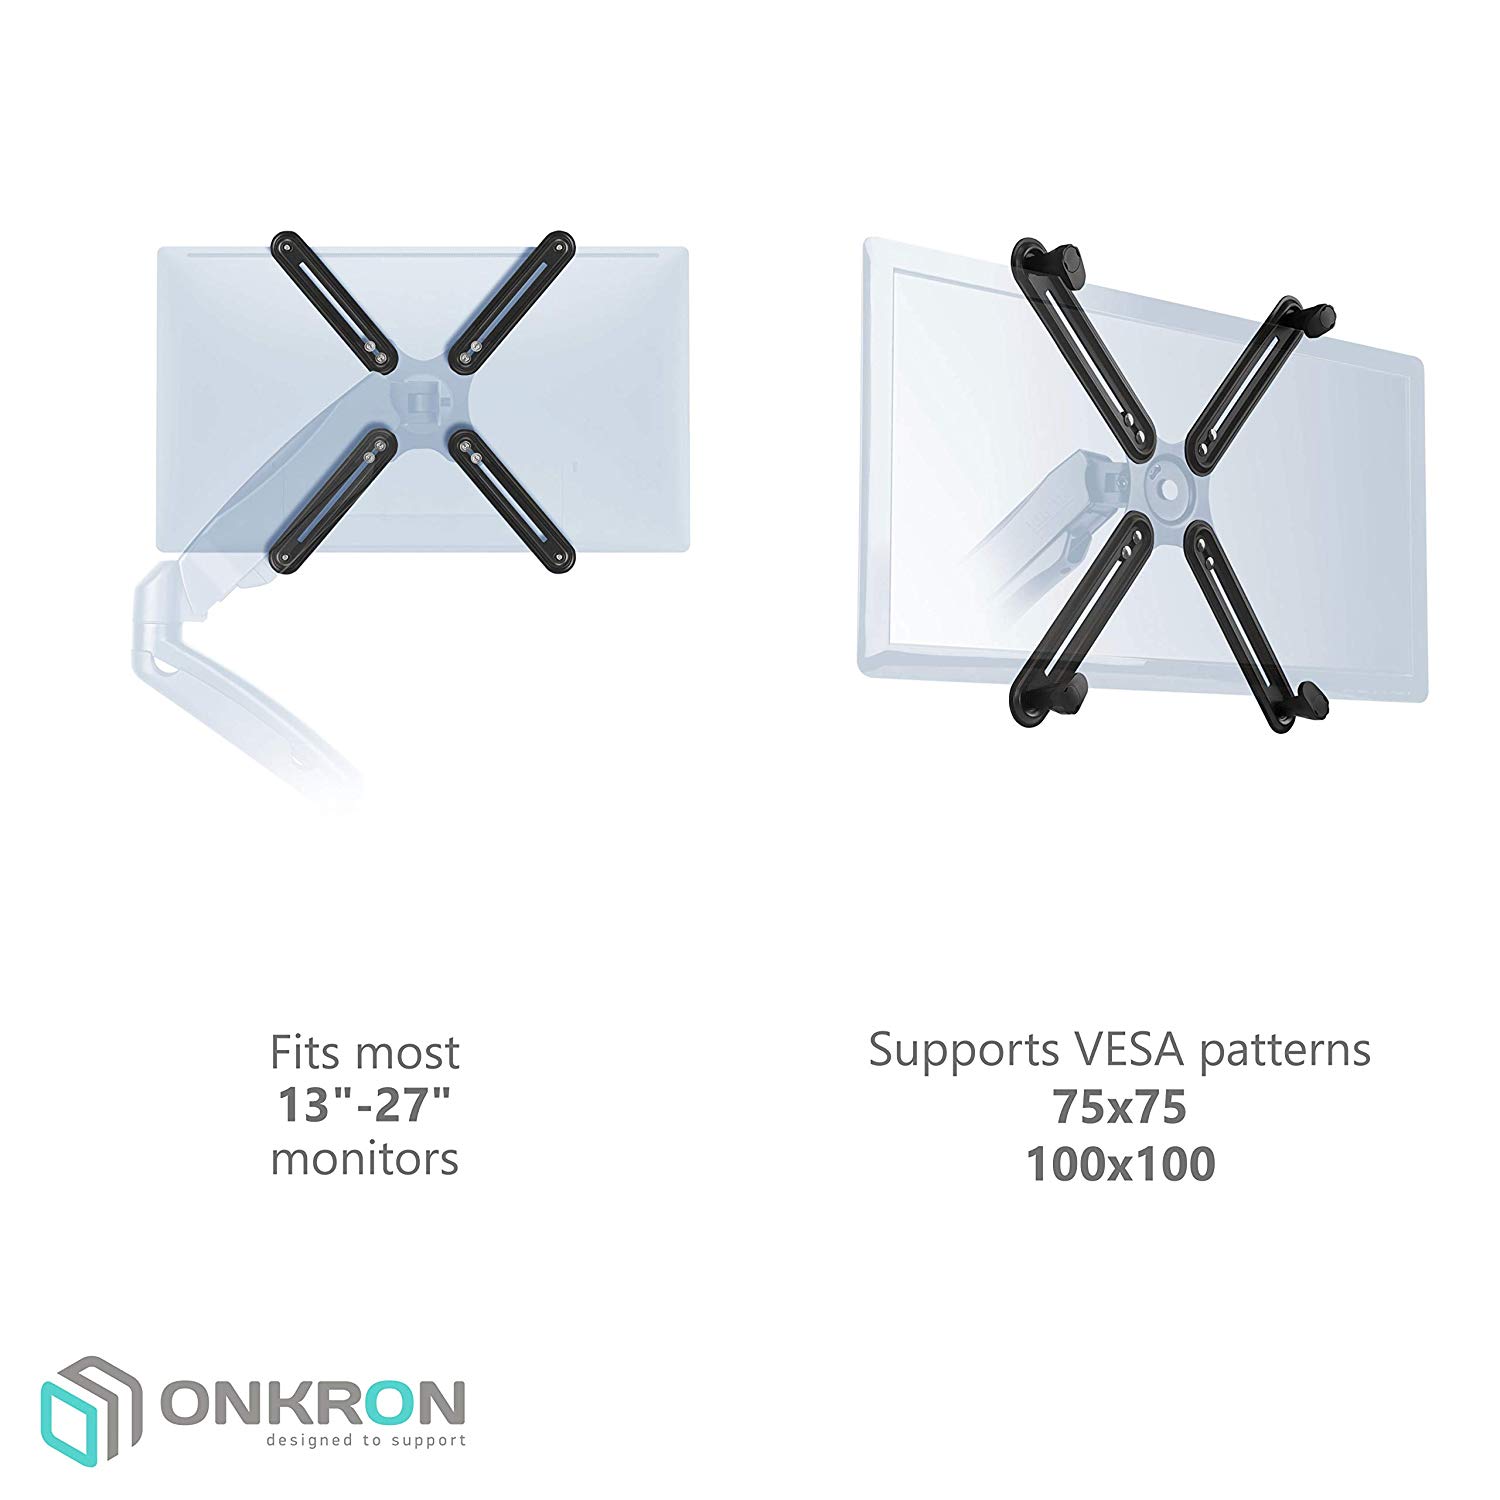 Fits most
13"-27"
monitors
Supports VESA patterns
75x75
100x100
ONKRON
designed to support